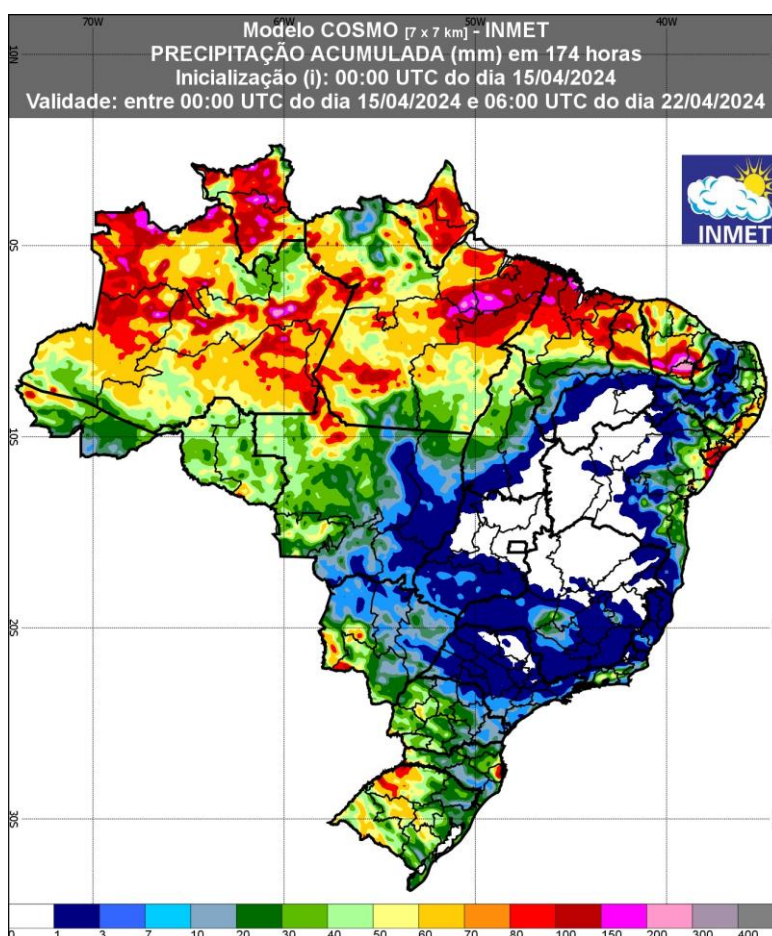 Modelo COSMO [7 x 7 km] - INMET
PRECIPITAÇÃO ACUMULADA (mm) em 174 horas
Inicialização (i): 00:00 UTC do dia 15/04/2024
Validade: entre 00:00 UTC do dia 15/04/2024 e 06:00 UTC do dia 22/04/2024
70W 60W 50W 40W
10N
INMET
0S
10S
20S
30S
0 1 3 7 10 20 30 40 50 60 70 80 100 150 200 300 400